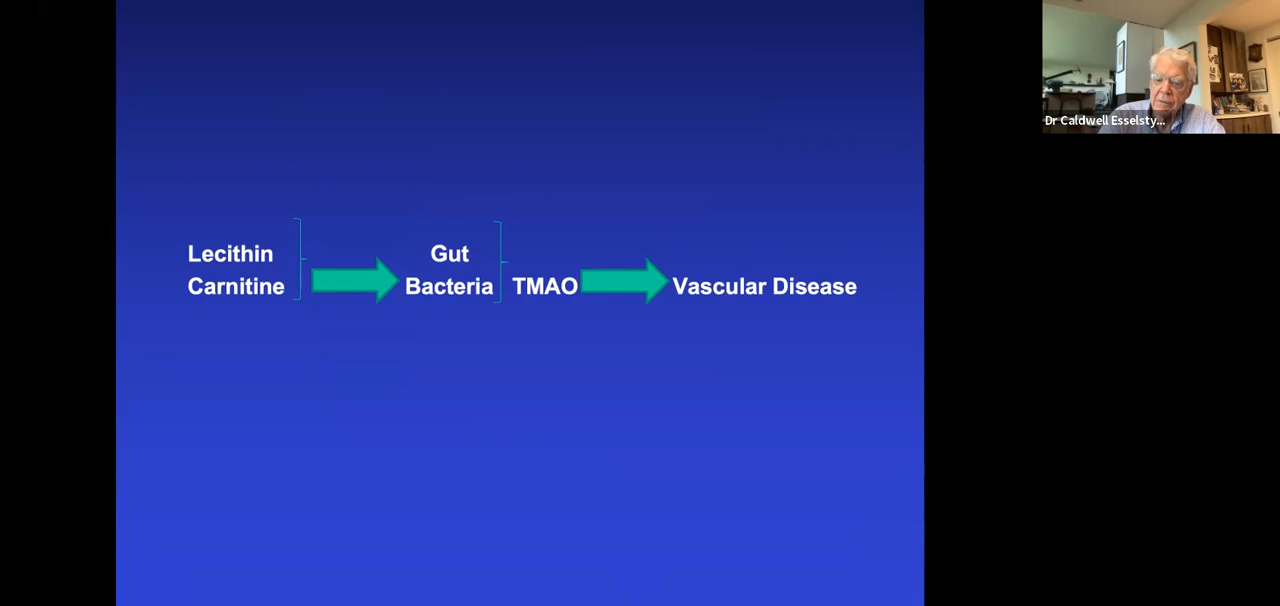 Lecithin
Carnitine
Gut
Bacteria
TMAO
Vascular Disease
Dr Caldwell Esselsty...